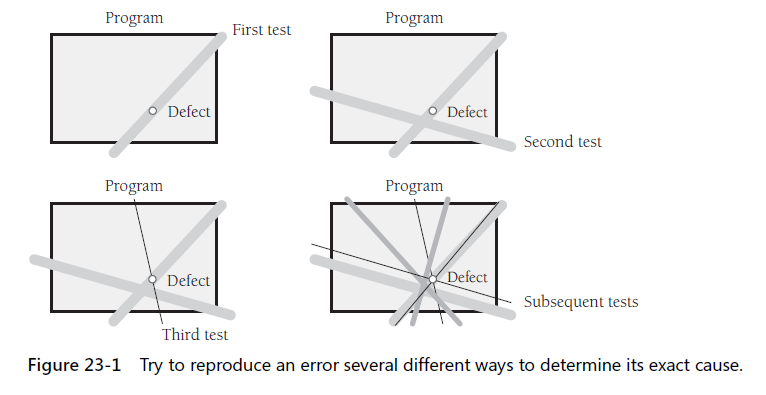 Program
First test
Defect
Program
Defect
Second test
Program
Defect
Third test
Program
Defect
Subsequent tests
Figure 23-1 Try to reproduce an error several different ways to determine its exact cause.